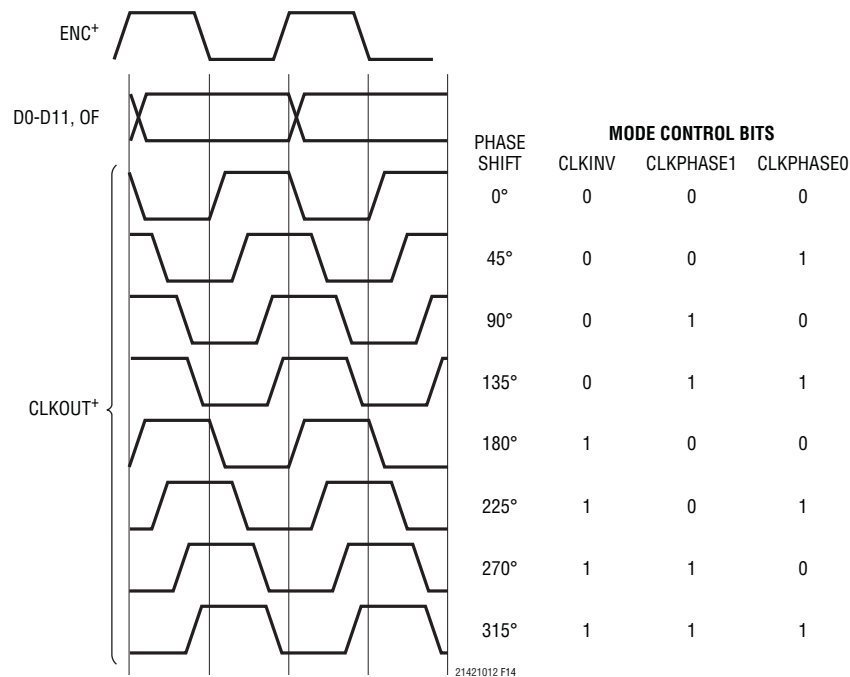 ENC+
D0-D11, OF
MODE CONTROL BITS
PHASE
SHIFT CLKINV CLKPHASE1 CLKPHASE0
0° 0 0 0
45° 0 0 1
90° 0 1 0
135° 0 1 1
CLKOUT+
180° 1 0 0
225° 1 0 1
270° 1 1 0
315° 1 1 1
21421012 F14